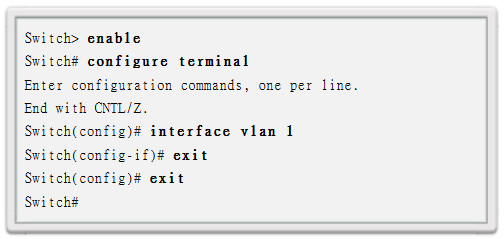 Switch> enable
Switch# configure terminal
Enter configuration commands, one per line.
End with CNTL/Z.
Switch(config)# interface vlan 1
Switch(config-if)# exit
Switch(config)# exit
Switch#